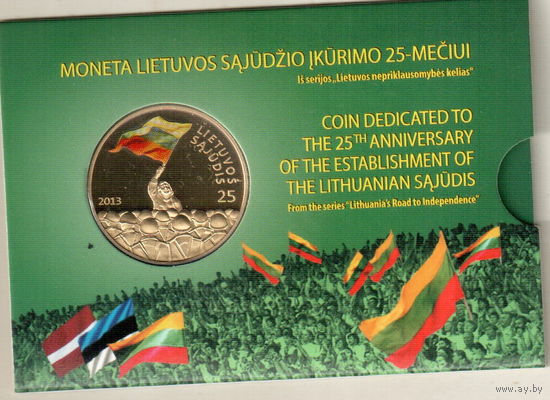 MONETA LIETUVOS SĄJŪDŽIO ĮKŪRIMO 25-MEČIUI
Iš serijos „Lietuvos nepriklausomybės kelias"
COIN DEDICATED TO
THE 25TH ANNIVERSARY
OF THE ESTABLISHMENT OF
THE LITHUANIAN SĄJŪDIS
From the series "Lithuania's Road to Independence"
LIETUVOS
SĄJŪDIS
25
2013
www.ay.by